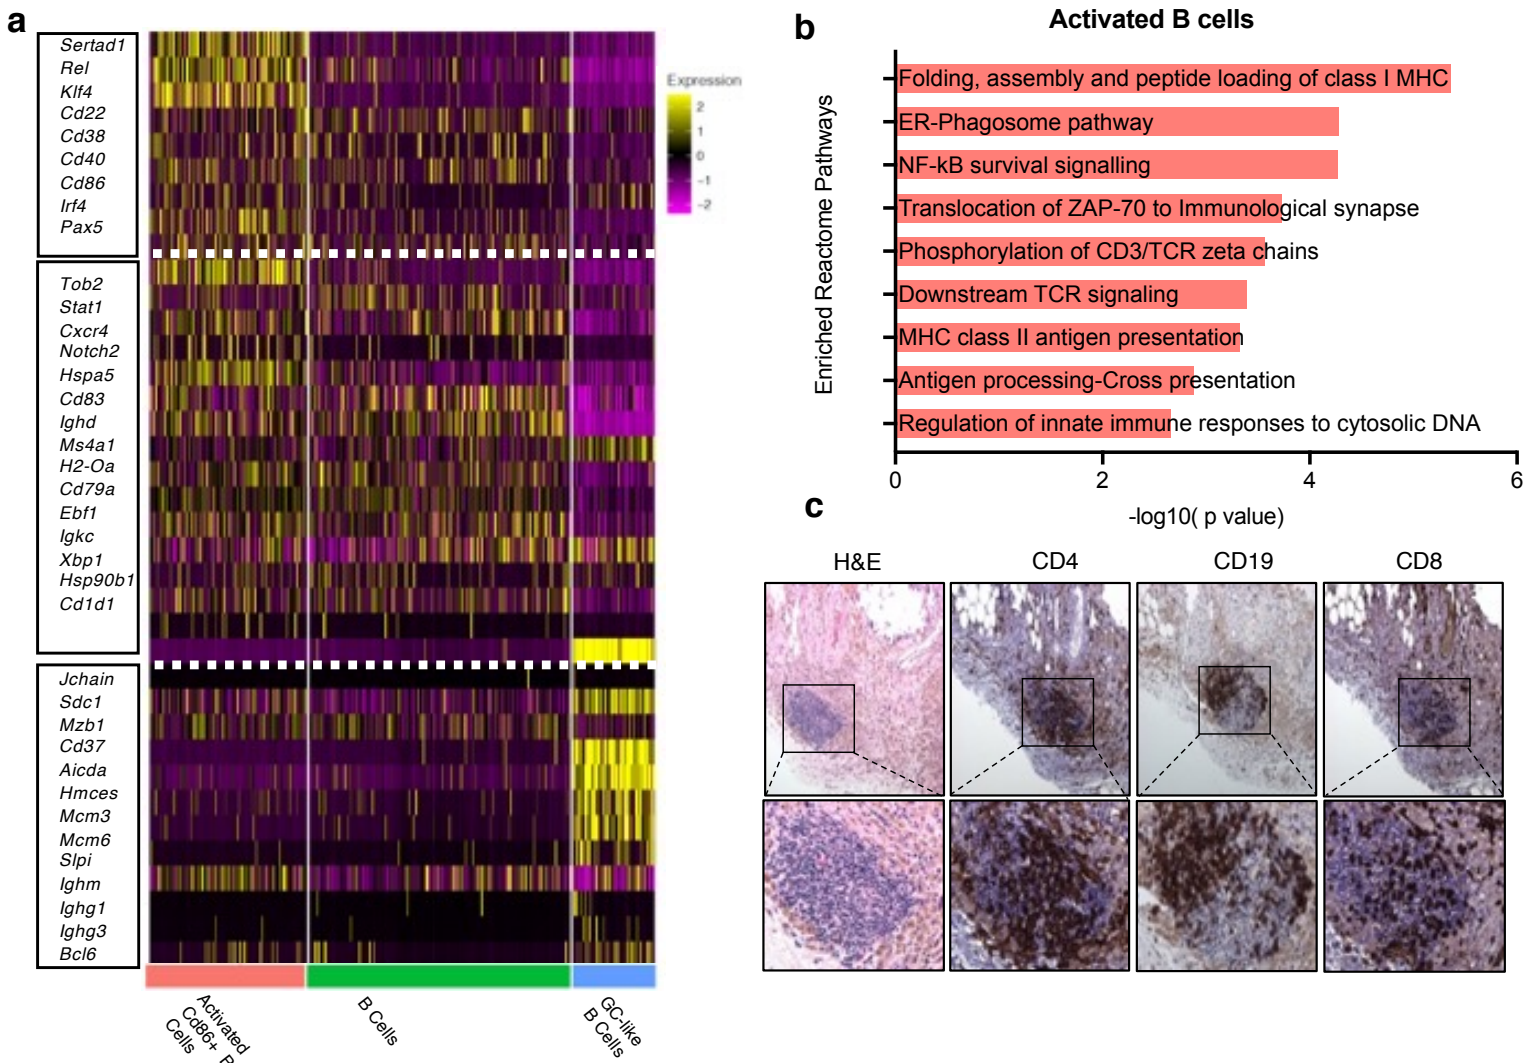 a
Sertad1
Rel
Klf4
Cd22
Cd38
Cd40
Cd86
Irf4
Pax5
Tob2
Stat1
Cxcr4
Notch2
Hspa5
Cd83
Ighd
Ms4a1
H2-Oa
Cd79a
Ebf1
Igkc
Xbp1
Hsp90b1
Cd1d1
Jchain
Sdc1
Mzb1
Cd37
Aicda
Hmces
Mcm3
Mcm6
Slpi
Ighm
Ighg1
Ighg3
Bcl6
Expression
2
1
0
-1
-2
Activated
Cd86+
Cells
B Cells
GC-like
B Cells
b
Activated B cells
Enriched Reactome Pathways
Folding, assembly and peptide loading of class I MHC
ER-Phagosome pathway
NF-kB survival signalling
Translocation of ZAP-70 to Immunological synapse
Phosphorylation of CD3/TCR zeta chains
Downstream TCR signaling
MHC class II antigen presentation
Antigen processing-Cross presentation
Regulation of innate immune responses to cytosolic DNA
0 2 4 6
-log10( p value)
c
H&E CD4 CD19 CD8